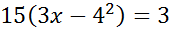 15(3x − 4²) = 3